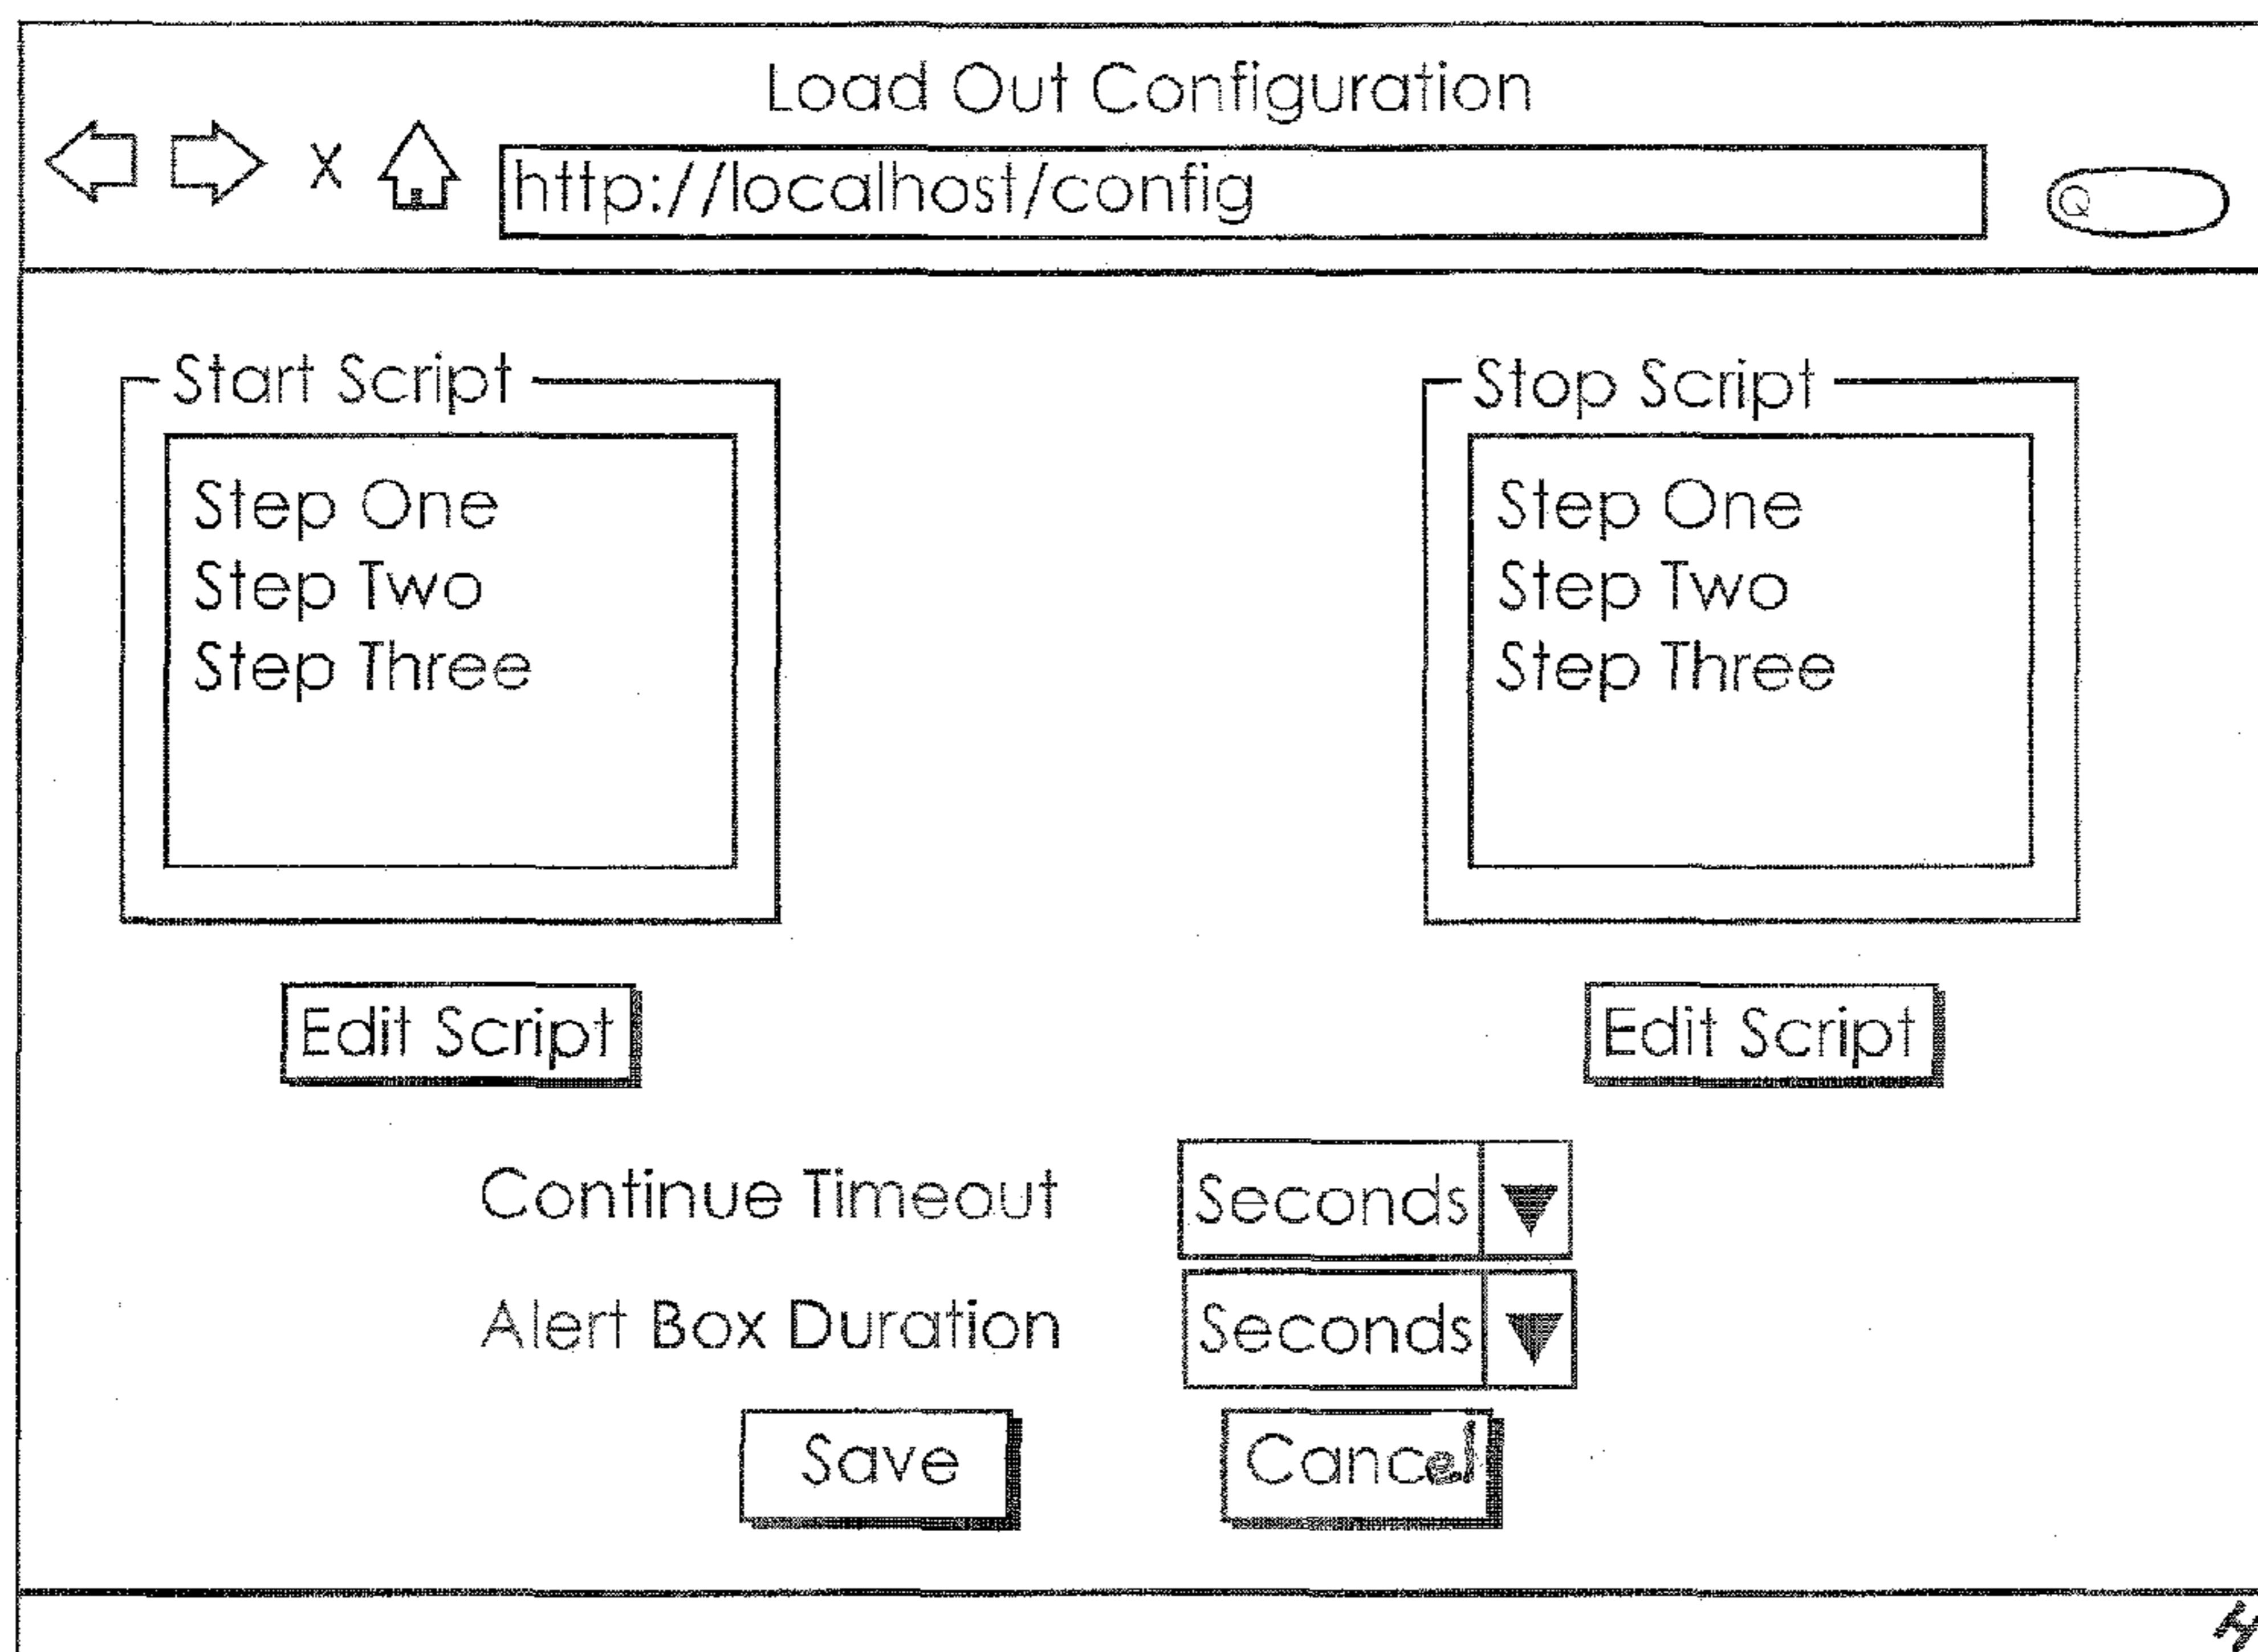 Load Out Configuration
X
http://localhost/config
Q
Start Script
Step One
Step Two
Step Three
Edit Script
Stop Script
Step One
Step Two
Step Three
Edit Script
Continue Timeout Seconds
Alert Box Duration Seconds
Save Cancel